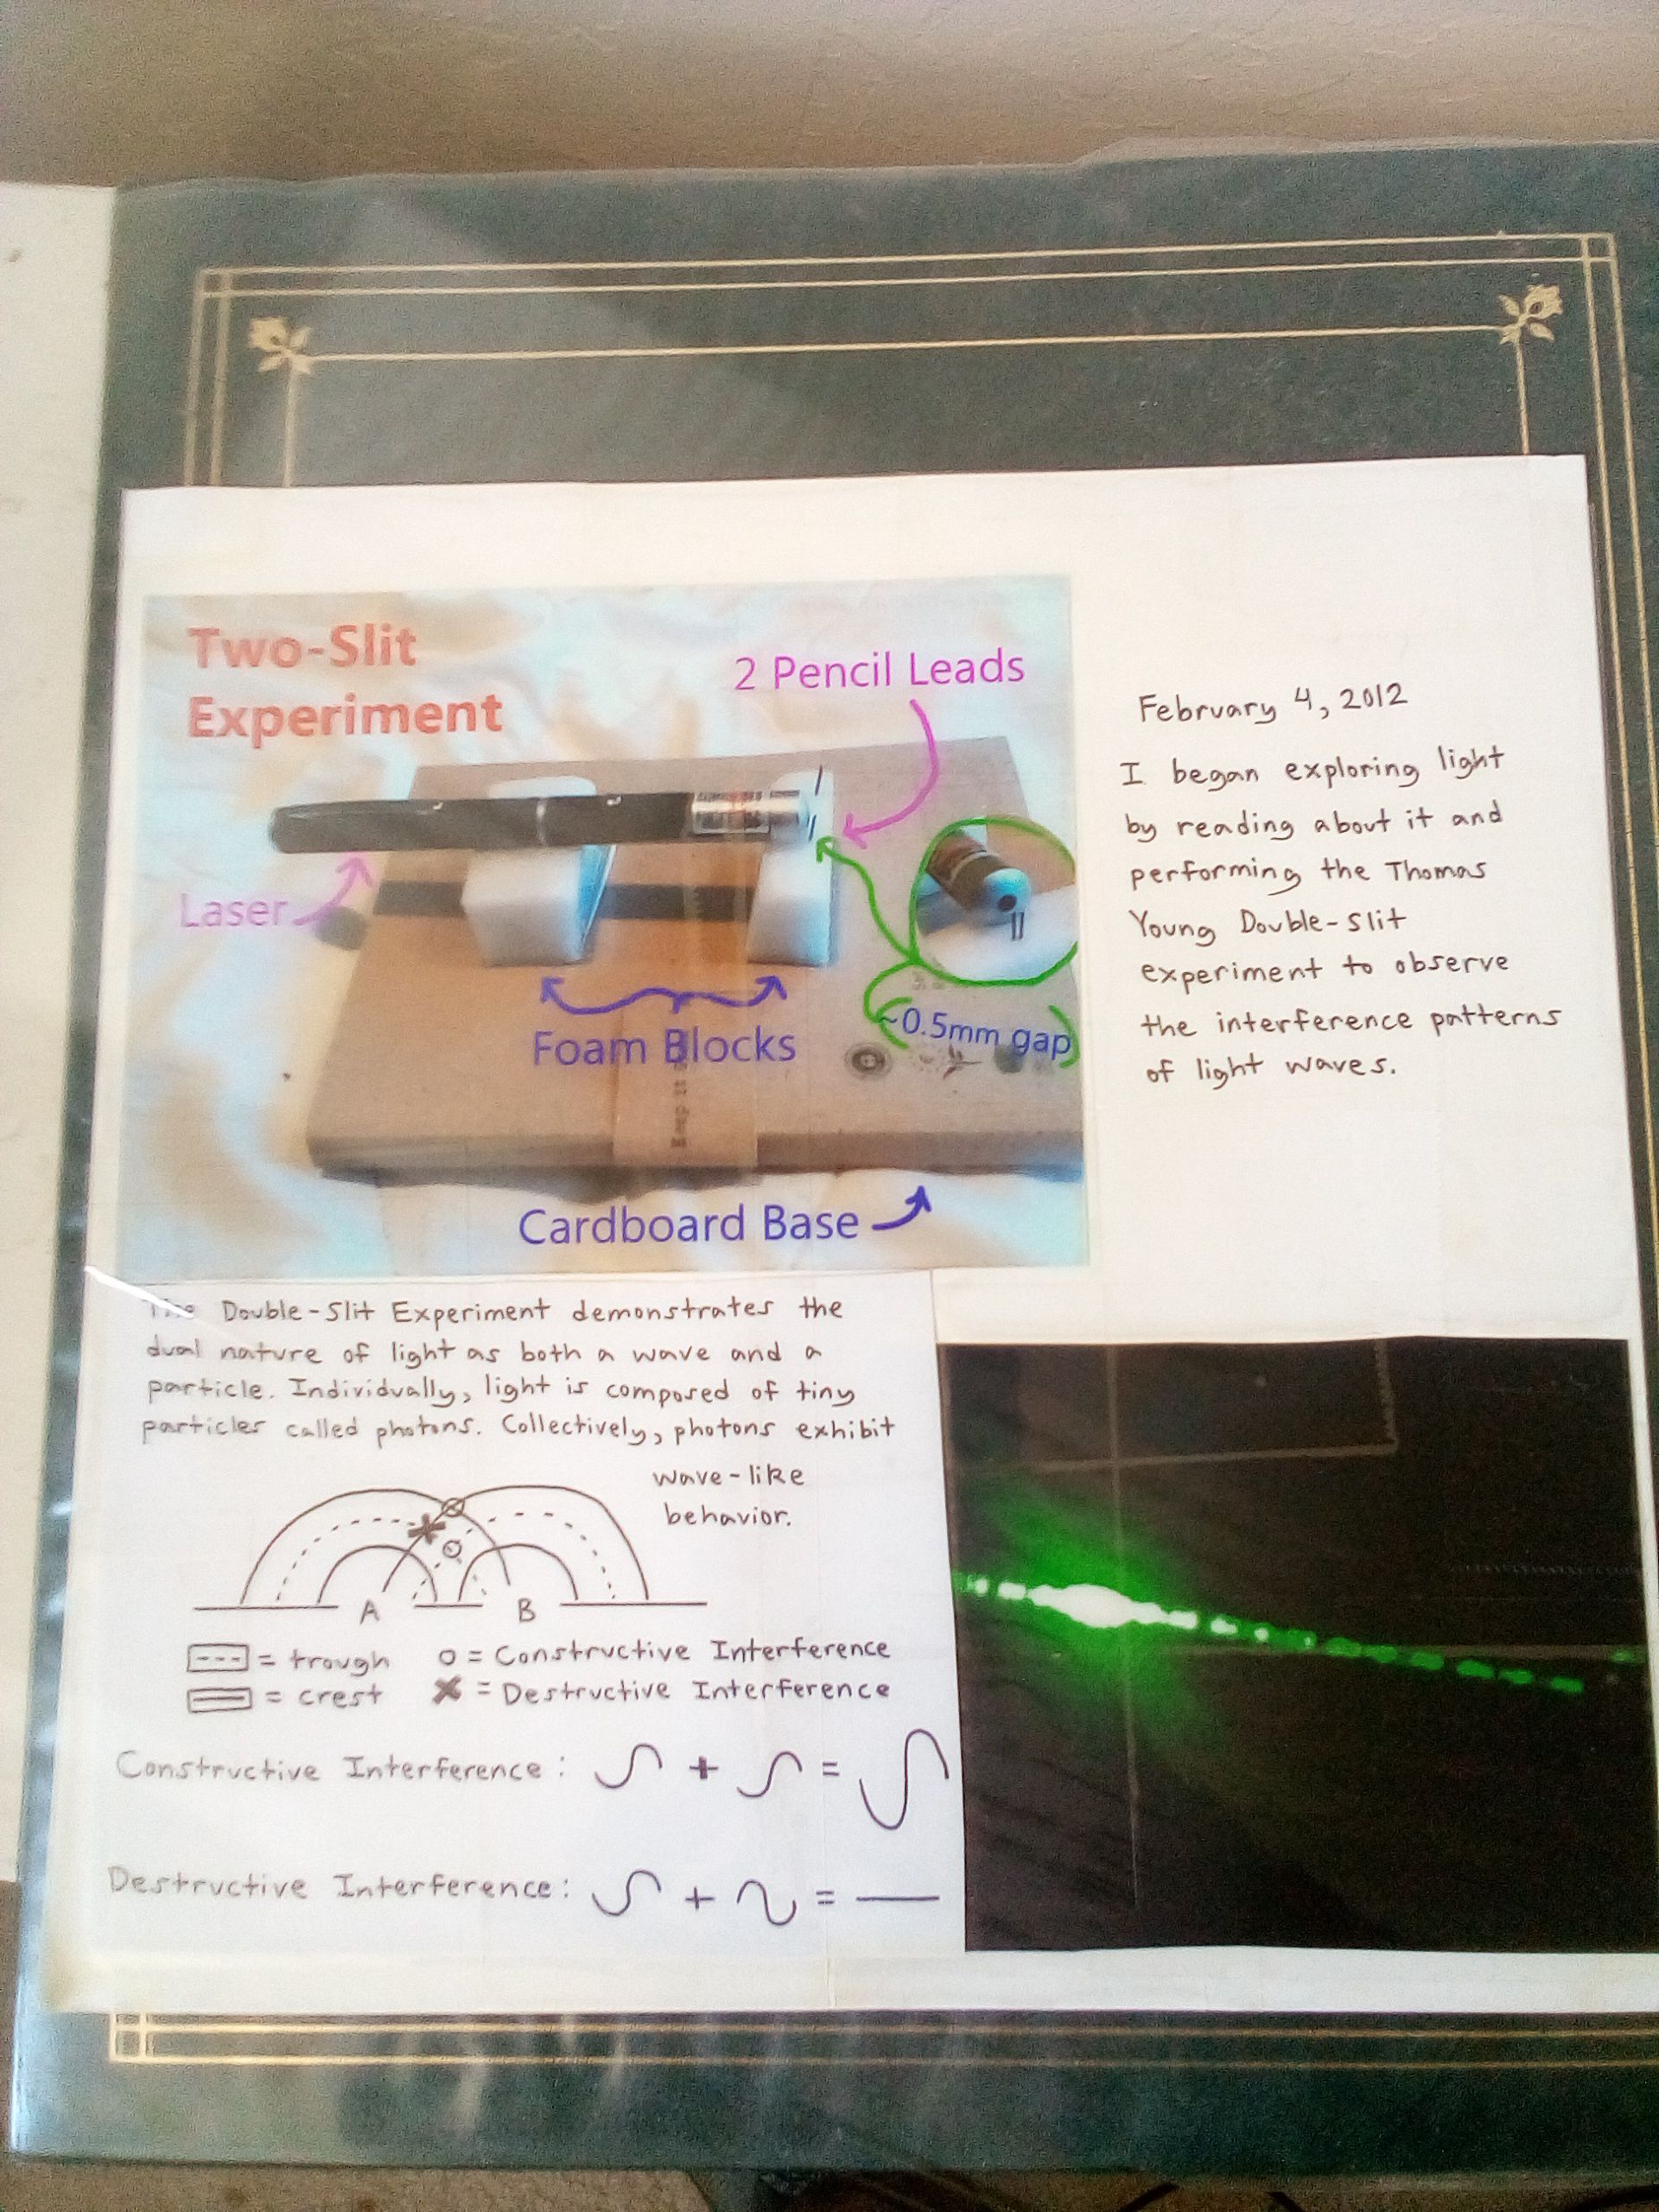 Two-Slit
Experiment
2 Pencil Leads
Laser
Foam Blocks
~0.5mm gap
Cardboard Base
February 4, 2012
I began exploring light
by reading about it and
performing the Thomas
Young Double-Slit
experiment to observe
the interference patterns
of light waves.
The Double-Slit Experiment demonstrates the
dual nature of light as both a wave and a
particle. Individually, light is composed of tiny
particles called photons. Collectively, photons exhibit
wave-like
behavior.
A B
= trough o = Constructive Interference
= crest x = Destructive Interference
Constructive Interference: + =
Destructive Interference: + =